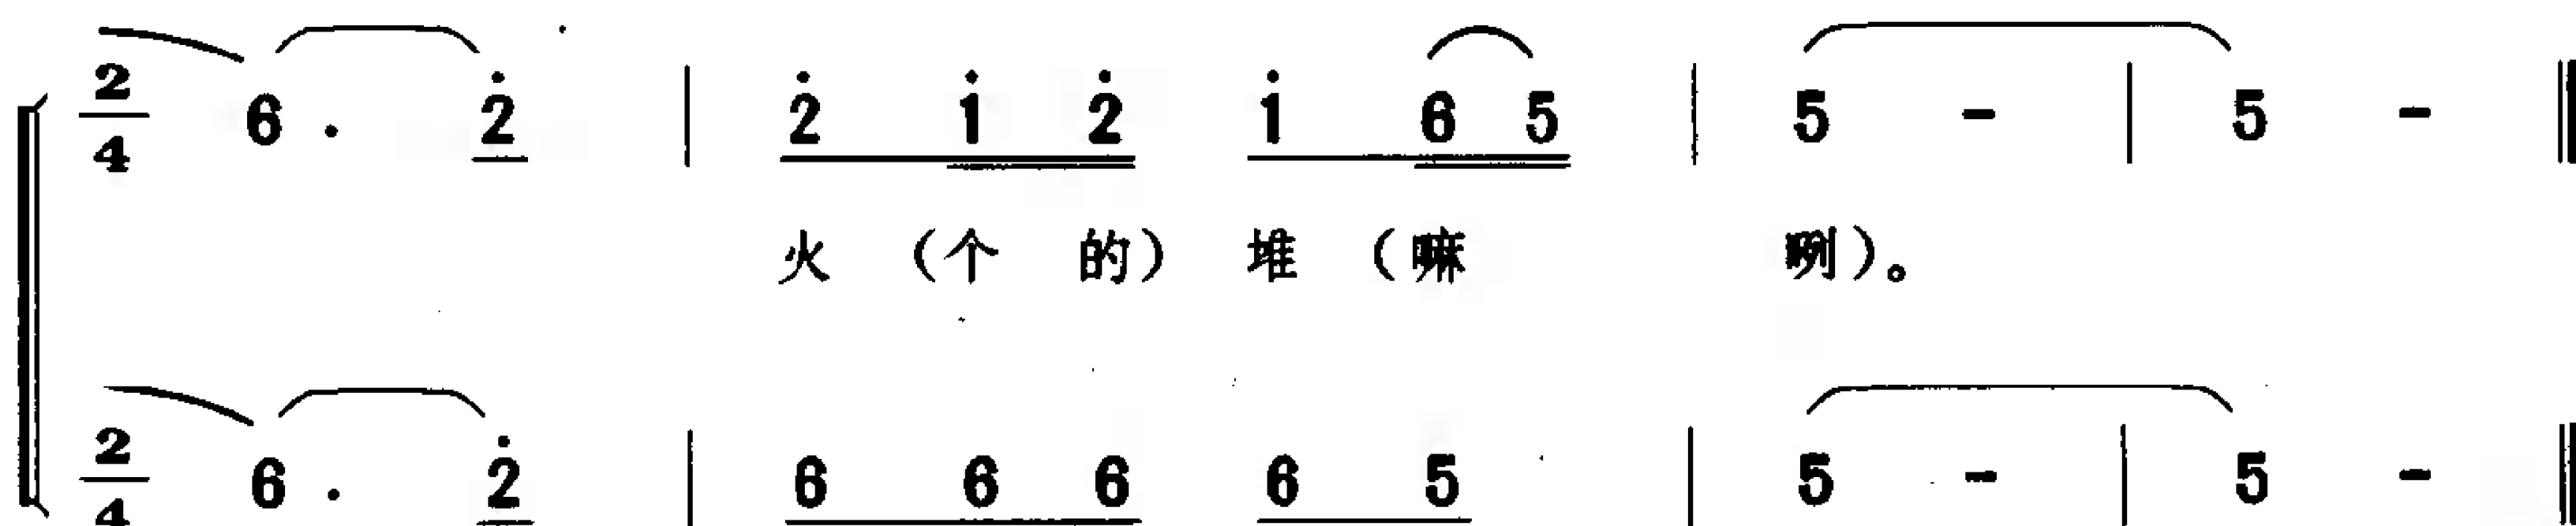 2/4 6 . 2̇ | 2̇ 1̇ 2̇ 1̇ 6 5 | 5 - | 5 - ‖
火 (个 的) 堆 (嘛 咧)。
2/4 6 . 2̇ | 6 6 6 6 5 | 5 - | 5 - ‖